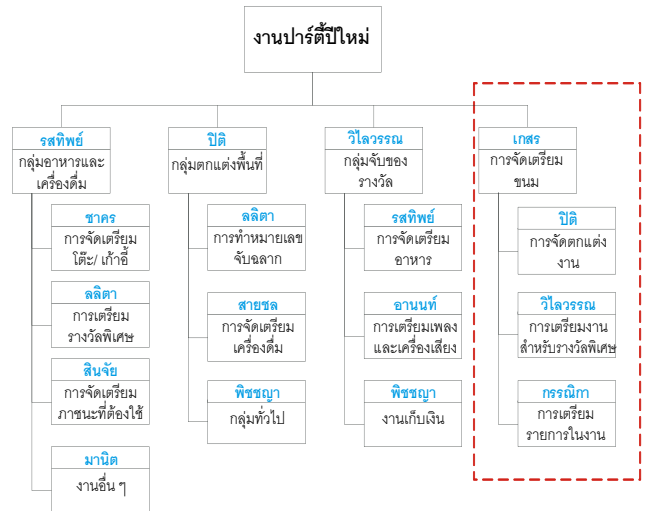 งานปาร์ตี้ปีใหม่
รสทิพย์
กลุ่มอาหารและ
เครื่องดื่ม
ชาคร
การจัดเตรียม
โต๊ะ/ เก้าอี้
ลลิตา
การเตรียม
รางวัลพิเศษ
สินจัย
การจัดเตรียม
ภาชนะที่ต้องใช้
มานิต
งานอื่น ๆ
ปิติ
กลุ่มตกแต่งพื้นที่
ลลิตา
การทำหมายเลข
จับฉลาก
สายชล
การจัดเตรียม
เครื่องดื่ม
พิชชญา
กลุ่มทั่วไป
วิไลวรรณ
กลุ่มจับของ
รางวัล
รสทิพย์
การจัดเตรียม
อาหาร
อานนท์
การเตรียมเพลง
และเครื่องเสียง
พิชชญา
งานเก็บเงิน
เกสร
การจัดเตรียม
ขนม
ปิติ
การจัดตกแต่ง
งาน
วิไลวรรณ
การเตรียมงาน
สำหรับรางวัลพิเศษ
กรรณิกา
การเตรียม
รายการในงาน